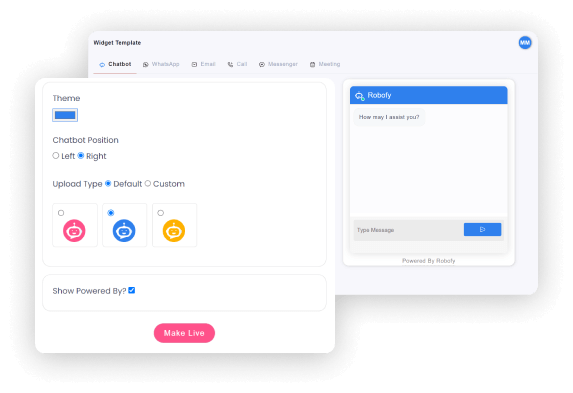 Widget Template
MM
Chatbot WhatsApp Email Call Messenger Meeting
Theme
Chatbot Position
Left Right
Upload Type Default Custom
Show Powered By?
Make Live
Robofy
How may I assist you?
Type Message
Powered By Robofy